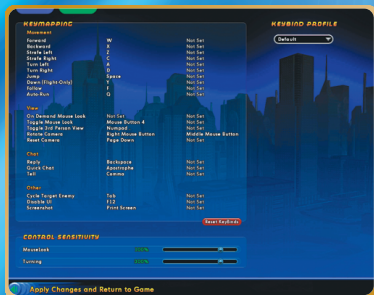 KEYMAPPING
Movement
Forward W Not Set
Backward X Not Set
Strafe Left Z Not Set
Strafe Right C Not Set
Turn Left A Not Set
Turn Right D Not Set
Jump Space Not Set
Down (Flight-Only) Y Not Set
Follow F Not Set
Auto-Run Q Not Set
View
On Demand Mouse Look Not Set Not Set
Toggle Mouse Look Mouse Button 4 Not Set
Toggle 3rd Person View Numpad Not Set
Rotate Camera Right Mouse Button Middle Mouse Button
Reset Camera Page Down Not Set
Chat
Reply Backspace Not Set
Quick Chat Apostrophe Not Set
Tell Comma Not Set
Other
Cycle Target Enemy Tab Not Set
Disable UI F12 Not Set
Screenshot Print Screen Not Set
Reset KeyBinds
CONTROL SENSITIVITY
MouseLook 100%
Turning 100%
Apply Changes and Return to Game
KEYBIND PROFILE
Default